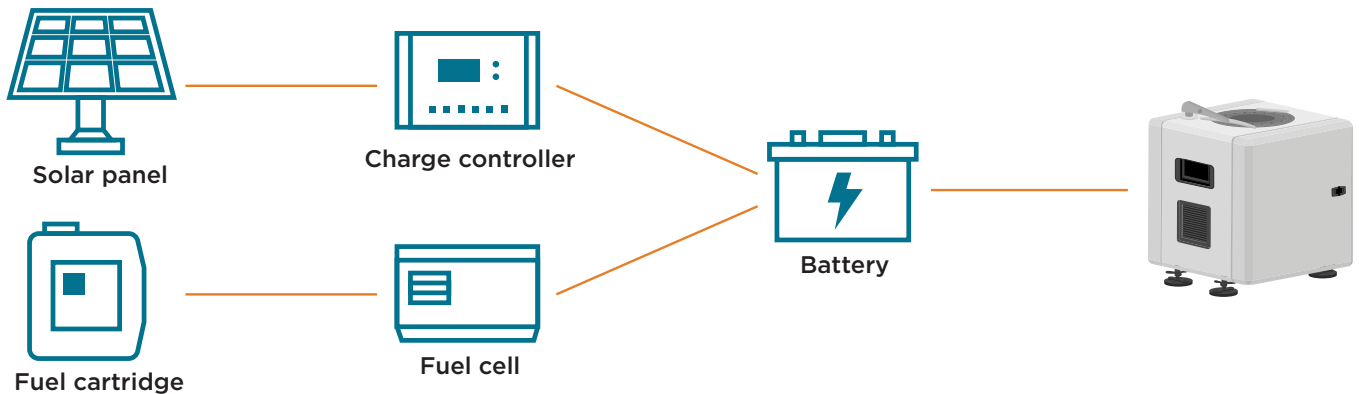 Solar panel
Charge controller
Battery
Fuel cartridge
Fuel cell